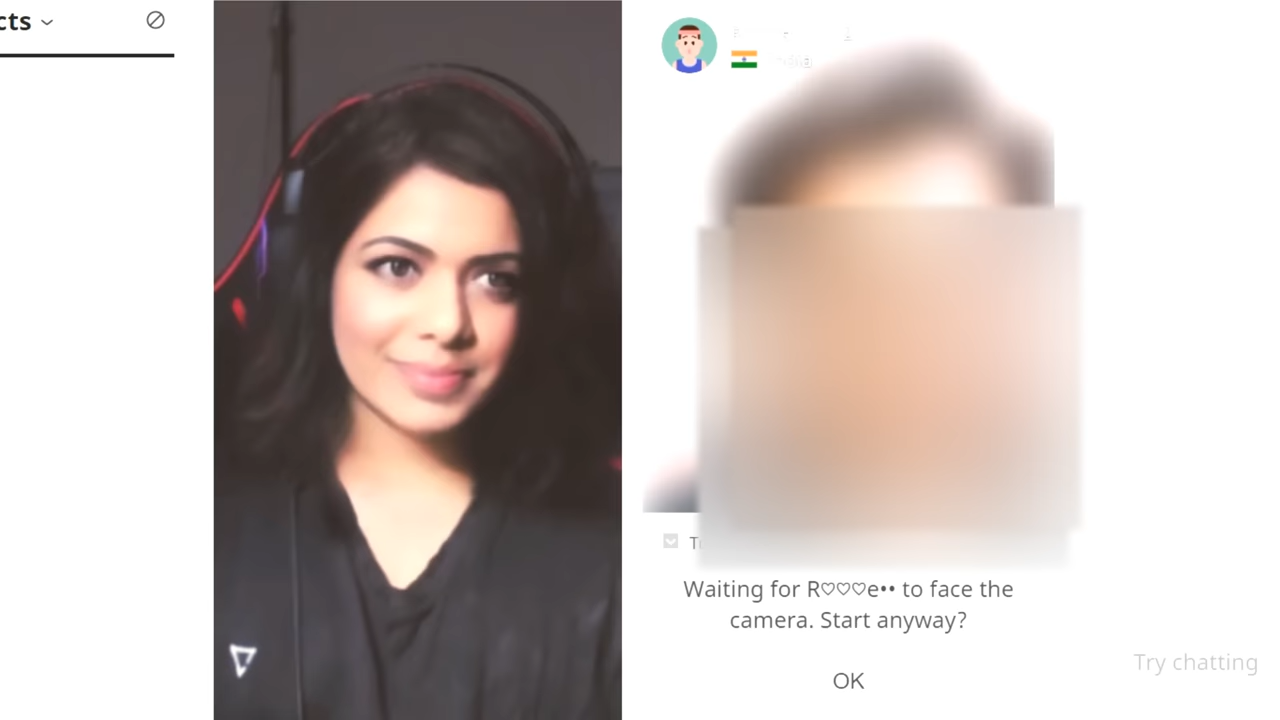 cts
Waiting for R♡♡♡e•• to face the
camera. Start anyway?
OK
Try chatting